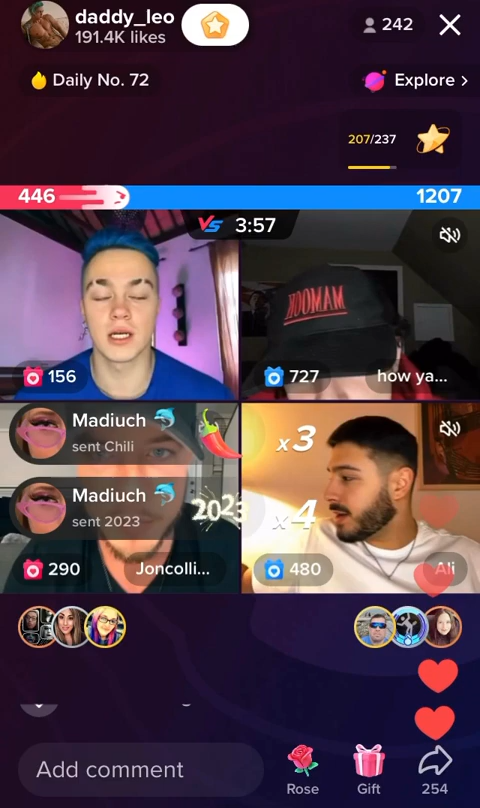 daddy_leo
191.4K likes
242
Daily No. 72
Explore >
207/237
446
1207
VS 3:57
MAMOOH
156
727
how ya...
Madiuch
sent Chili
x3
Madiuch
sent 2023
2023
x4
290
Joncolli...
480
Ali
Add comment
Rose
Gift
254